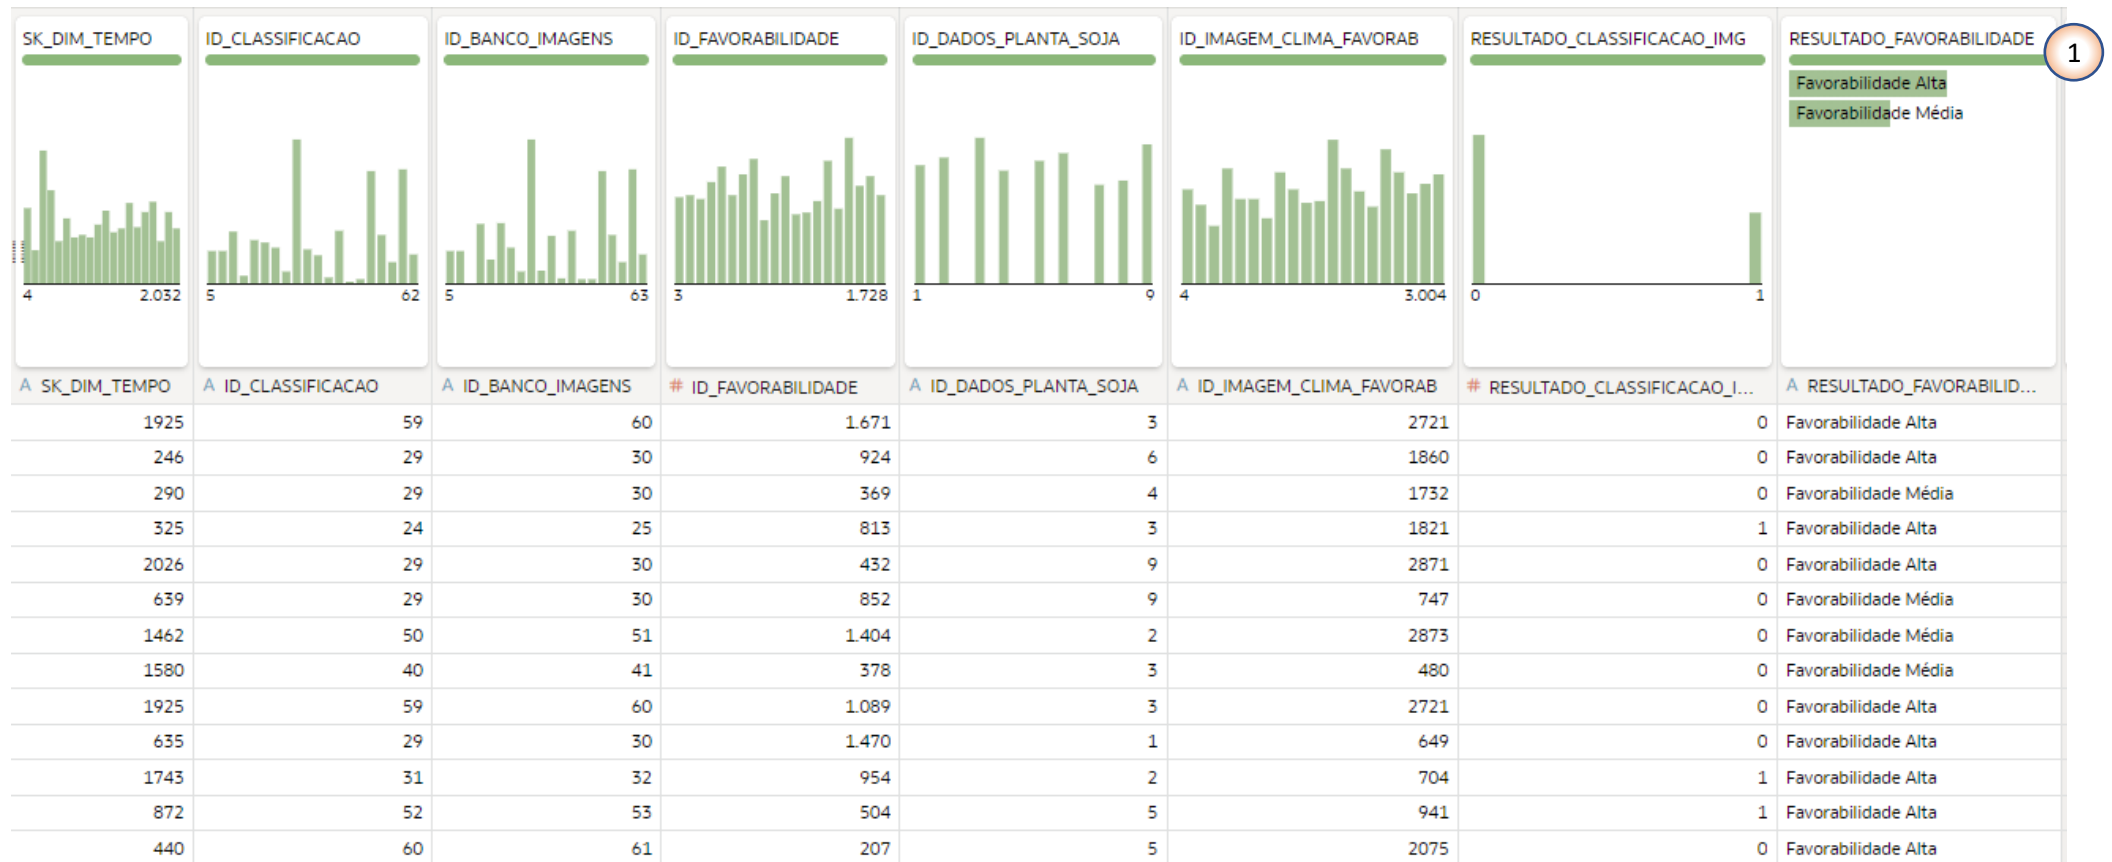 SK_DIM_TEMPO ID_CLASSIFICACAO ID_BANCO_IMAGENS ID_FAVORABILIDADE ID_DADOS_PLANTA_SOJA ID_IMAGEM_CLIMA_FAVORAB RESULTADO_CLASSIFICACAO_IMG RESULTADO_FAVORABILIDADE 1
Favorabilidade Alta
Favorabilidade Média
4 2.032 5 62 5 63 3 1.728 1 9 4 3.004 0 1
A SK_DIM_TEMPO A ID_CLASSIFICACAO A ID_BANCO_IMAGENS # ID_FAVORABILIDADE A ID_DADOS_PLANTA_SOJA A ID_IMAGEM_CLIMA_FAVORAB # RESULTADO_CLASSIFICACAO_I... A RESULTADO_FAVORABILID...
1925 59 60 1.671 3 2721 0 Favorabilidade Alta
246 29 30 924 6 1860 0 Favorabilidade Alta
290 29 30 369 4 1732 0 Favorabilidade Média
325 24 25 813 3 1821 1 Favorabilidade Alta
2026 29 30 432 9 2871 0 Favorabilidade Alta
639 29 30 852 9 747 0 Favorabilidade Média
1462 50 51 1.404 2 2873 0 Favorabilidade Média
1580 40 41 378 3 480 0 Favorabilidade Média
1925 59 60 1.089 3 2721 0 Favorabilidade Alta
635 29 30 1.470 1 649 0 Favorabilidade Alta
1743 31 32 954 2 704 1 Favorabilidade Alta
872 52 53 504 5 941 1 Favorabilidade Alta
440 60 61 207 5 2075 0 Favorabilidade Alta